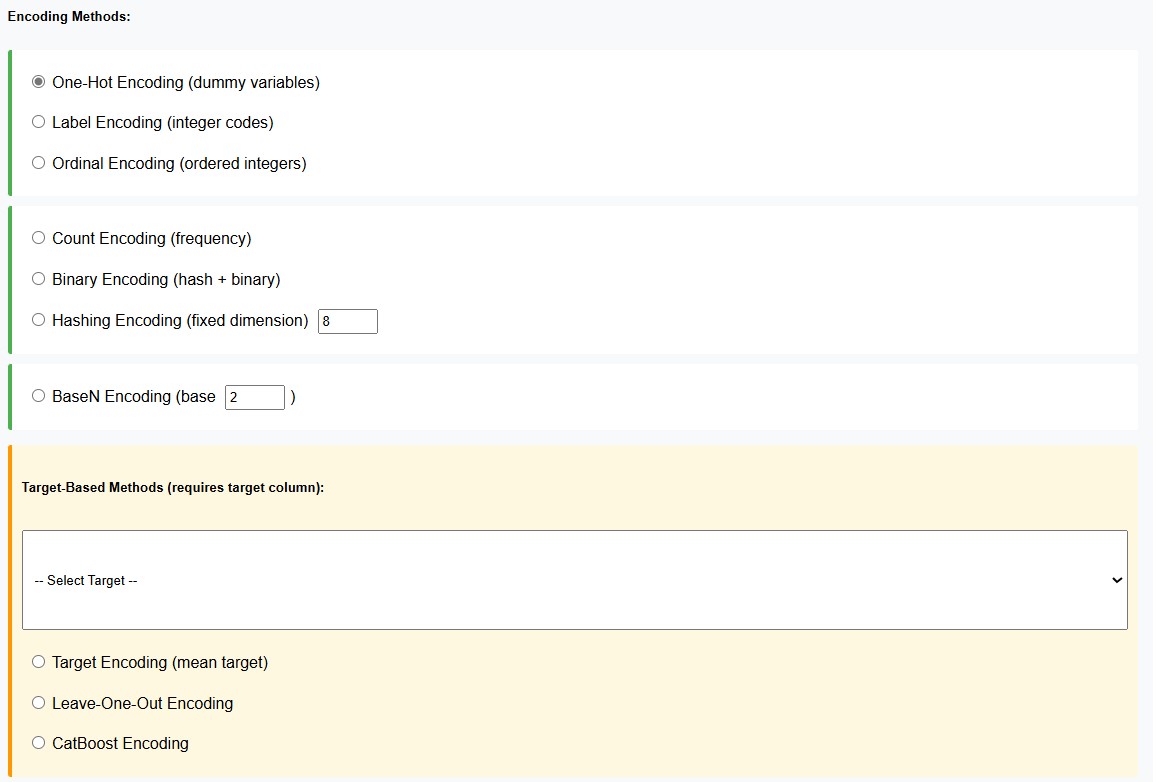 Encoding Methods:
One-Hot Encoding (dummy variables)
Label Encoding (integer codes)
Ordinal Encoding (ordered integers)
Count Encoding (frequency)
Binary Encoding (hash + binary)
Hashing Encoding (fixed dimension) 8
BaseN Encoding (base 2 )
Target-Based Methods (requires target column):
-- Select Target --
Target Encoding (mean target)
Leave-One-Out Encoding
CatBoost Encoding